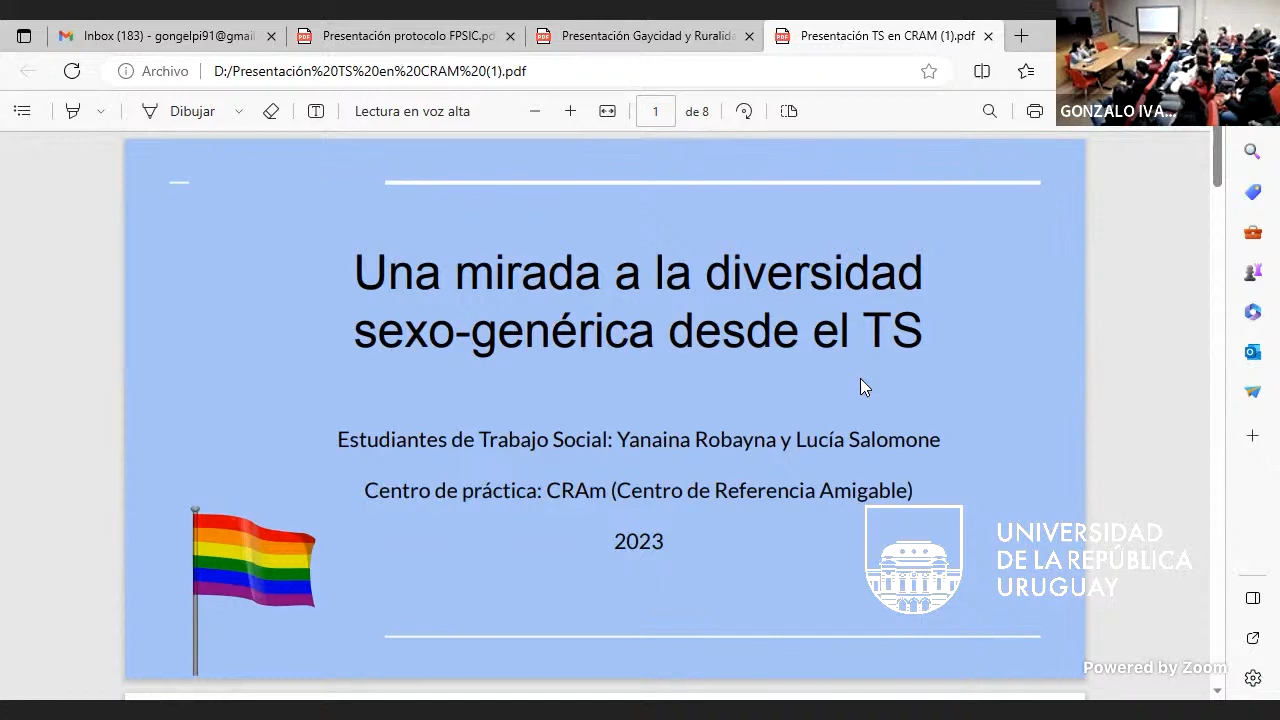 Inbox (183) - gongelpi91@gmail
Presentación protocolo FPSIC.pd
Presentación Gaycidad y Ruralida
Presentación TS en CRAM (1).pdf
Archivo
D:/Presentación%20TS%20en%20CRAM%20(1).pdf
GONZALO IVA...
Dibujar
Lectura en voz alt...
1
de 8
Una mirada a la diversidad
sexo-genérica desde el TS
Estudiantes de Trabajo Social: Yanaina Robayna y Lucía Salomone
Centro de práctica: CRAm (Centro de Referencia Amigable)
2023
UNIVERSIDAD
DE LA REPÚBLICA
URUGUAY
Powered by Zoom